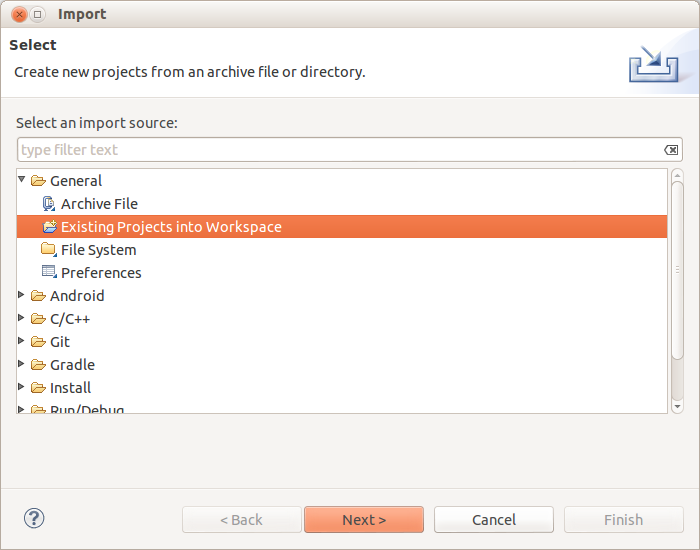 Import
Select
Create new projects from an archive file or directory.
Select an import source:
type filter text
General
Archive File
Existing Projects into Workspace
File System
Preferences
Android
C/C++
Git
Gradle
Install
Run/Debug
?
< Back
Next >
Cancel
Finish